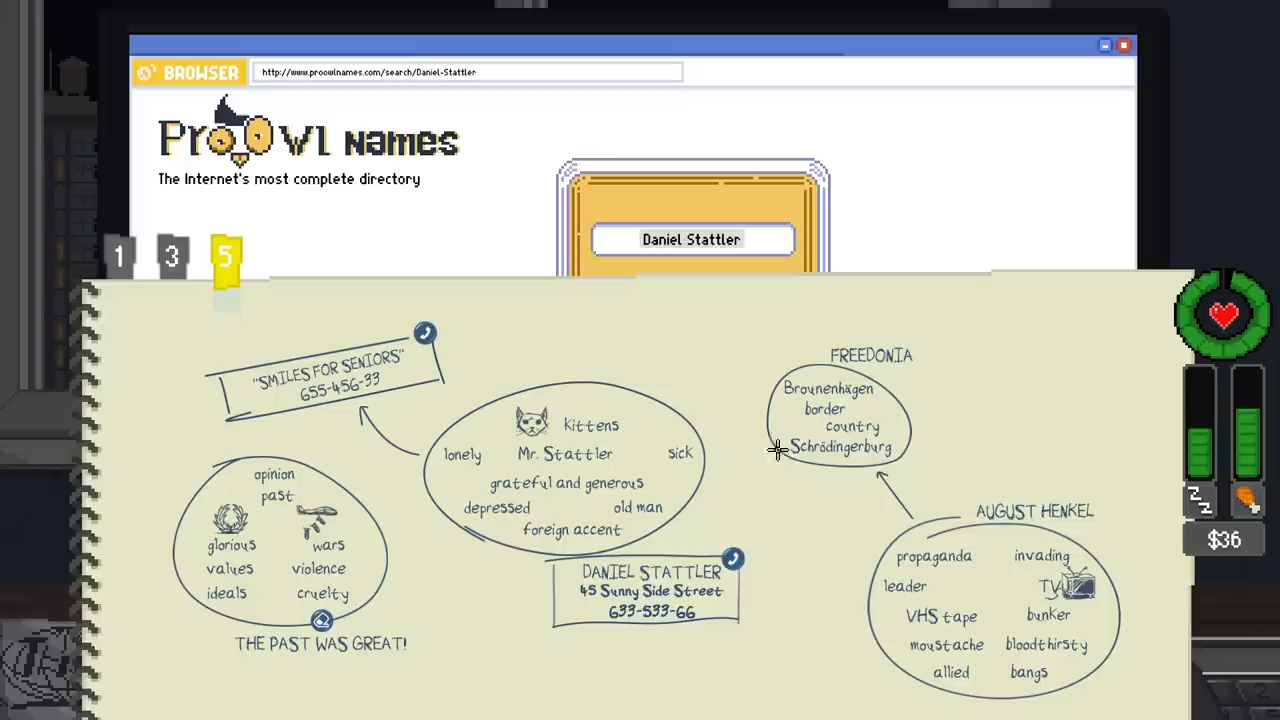 BROWSER
http://www.proowlnames.com/search/Daniel-Stattler
PrOOwl NAMES
The Internet's most complete directory
Daniel Stattler
1 3 5
"SMILES FOR SENIORS"
655-456-33
Kittens
lonely Mr. Stattler sick
grateful and generous
depressed old man
foreign accent
DANIEL STATTLER
45 Sunny Side Street
633-533-66
opinion
past
glorious wars
values violence
ideals cruelty
THE PAST WAS GREAT!
FREEDONIA
Brounenhägen
border
country
Schrödingerburg
AUGUST HENKEL
propaganda invading
leader TV
VHS tape bunker
moustache bloodthirsty
allied bangs
$36